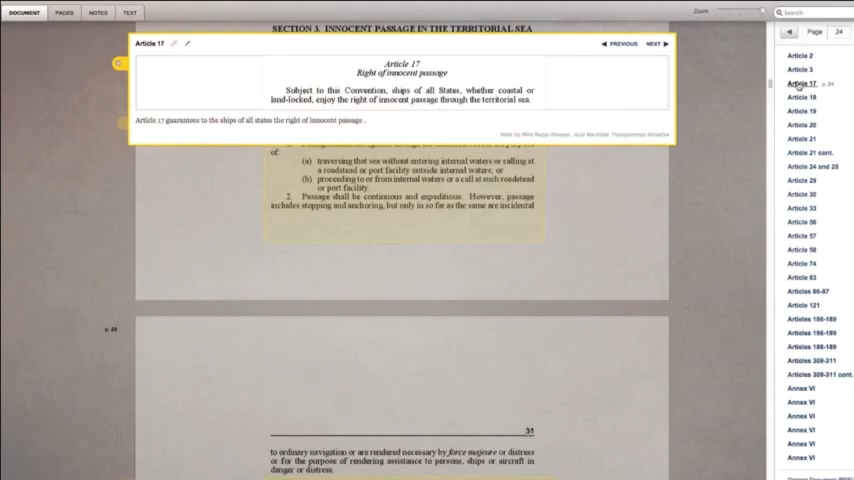 DOCUMENT PAGES NOTES TEXT Zoom Search
Page 24
SECTION 3. INNOCENT PASSAGE IN THE TERRITORIAL SEA
Article 17 PREVIOUS NEXT
Article 17
Right of innocent passage
Subject to this Convention, ships of all States, whether coastal or
land-locked, enjoy the right of innocent passage through the territorial sea.
Article 17 guarantees to the ships of all states the right of innocent passage .
Asia Maritime Transparency Initiative
of:
(a) traversing that sea without entering internal waters or calling at
a roadstead or port facility outside internal waters; or
(b) proceeding to or from internal waters or a call at such roadstead
or port facility.
2. Passage shall be continuous and expeditious. However, passage
includes stopping and anchoring, but only in so far as the same are incidental
p. 25
31
to ordinary navigation or are rendered necessary by force majeure or distress
or for the purpose of rendering assistance to persons, ships or aircraft in
danger or distress.
Article 2
Article 3
Article 17 p. 24
Article 18
Article 19
Article 20
Article 21
Article 21 cont.
Article 24 and 25
Article 29
Article 30
Article 33
Article 56
Article 57
Article 58
Article 74
Article 83
Articles 86-87
Article 121
Articles 186-189
Articles 186-189
Articles 186-189
Articles 309-311
Articles 309-311 cont.
Annex VI
Annex VI
Annex VI
Annex VI
Annex VI
Annex VI